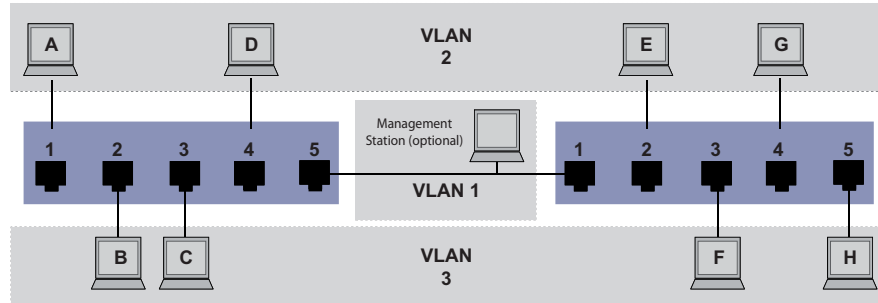 A
D
VLAN
2
E
G
1
2
3
4
5
Management
Station (optional)
VLAN 1
1
2
3
4
5
B
C
VLAN
3
F
H